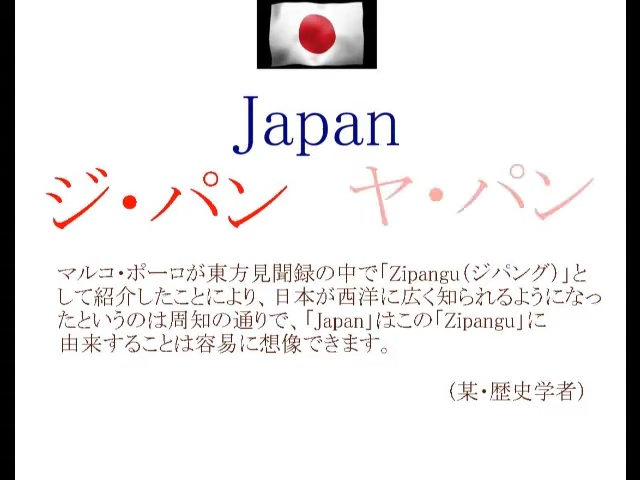 Japan
ジ・パン ヤ・パン
マルコ・ポーロが東方見聞録の中で「Zipangu（ジパング）」と
して紹介したことにより、日本が西洋に広く知られるようになっ
たというのは周知の通りで、「Japan」はこの「Zipangu」に
由来することは容易に想像できます。
（某・歴史学者）